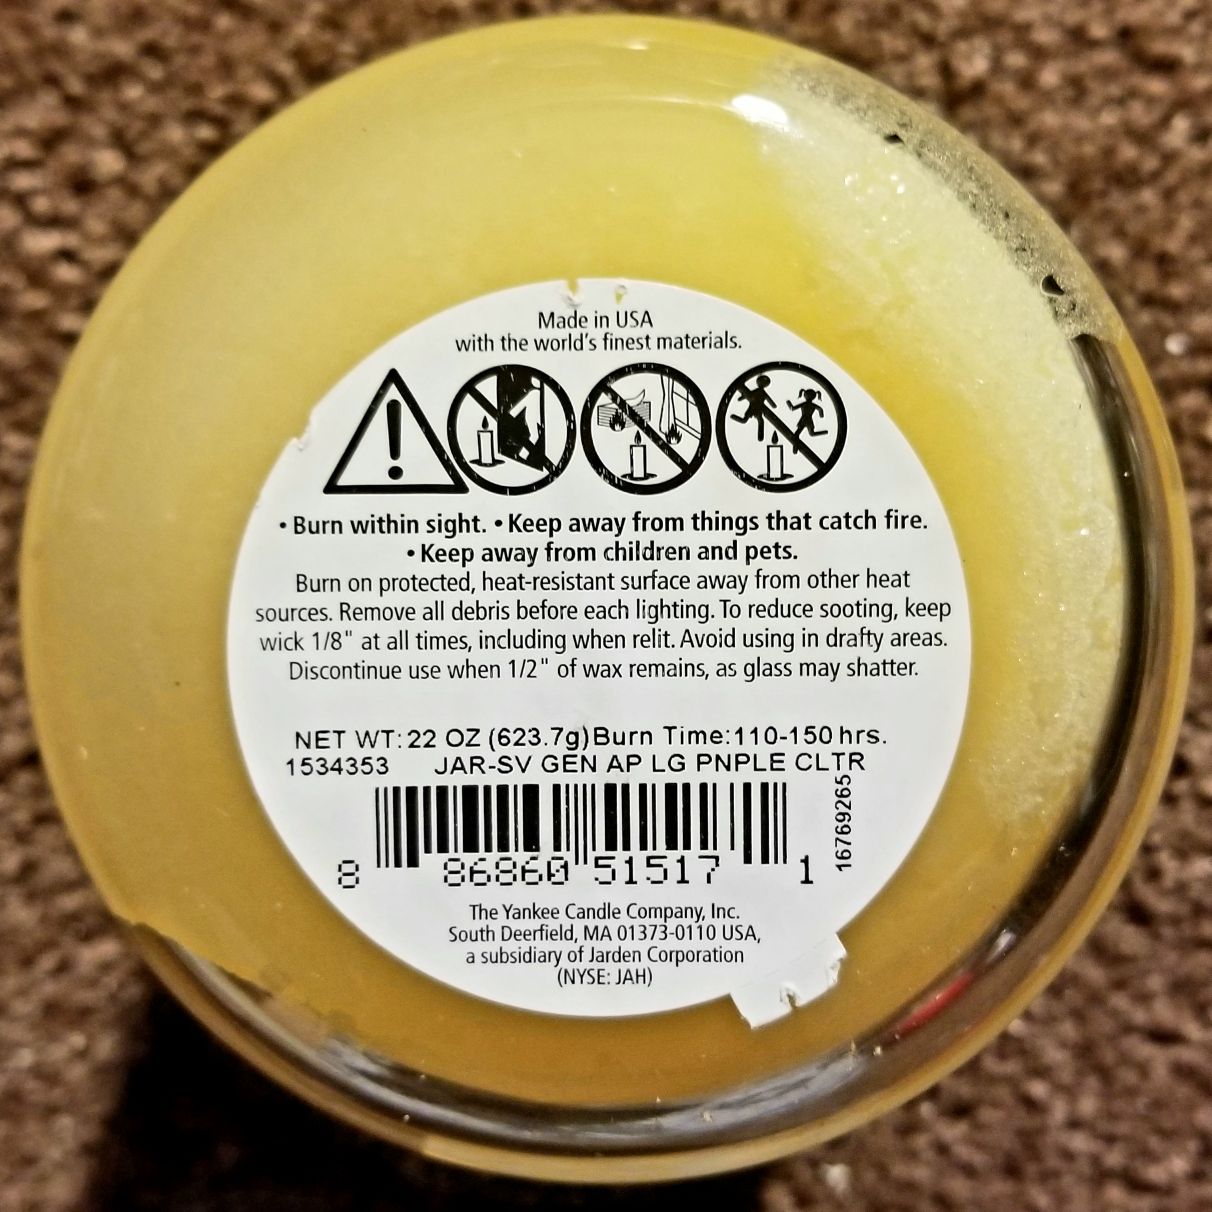 Made in USA
with the world's finest materials.
• Burn within sight. • Keep away from things that catch fire.
• Keep away from children and pets.
Burn on protected, heat-resistant surface away from other heat
sources. Remove all debris before each lighting. To reduce sooting, keep
wick 1/8" at all times, including when relit. Avoid using in drafty areas.
Discontinue use when 1/2" of wax remains, as glass may shatter.
NET WT: 22 OZ (623.7g) Burn Time: 110-150 hrs.
1534353 JAR-SV GEN AP LG PNPLE CLTR
16769265
8 86860 51517 1
The Yankee Candle Company, Inc.
South Deerfield, MA 01373-0110 USA,
a subsidiary of Jarden Corporation
(NYSE: JAH)